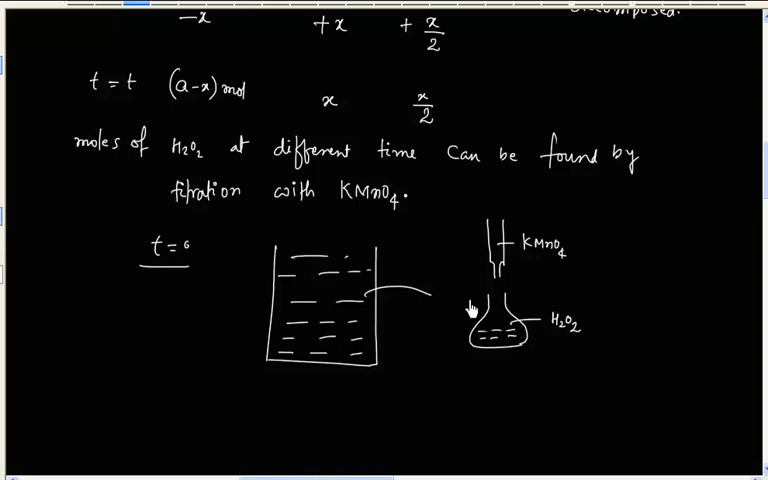 decomposed.
-x +x + x/2
t = t (a-x) mol x x/2
moles of H₂O₂ at different time can be found by
titration with KMnO₄.
t = 0
KMnO₄
H₂O₂